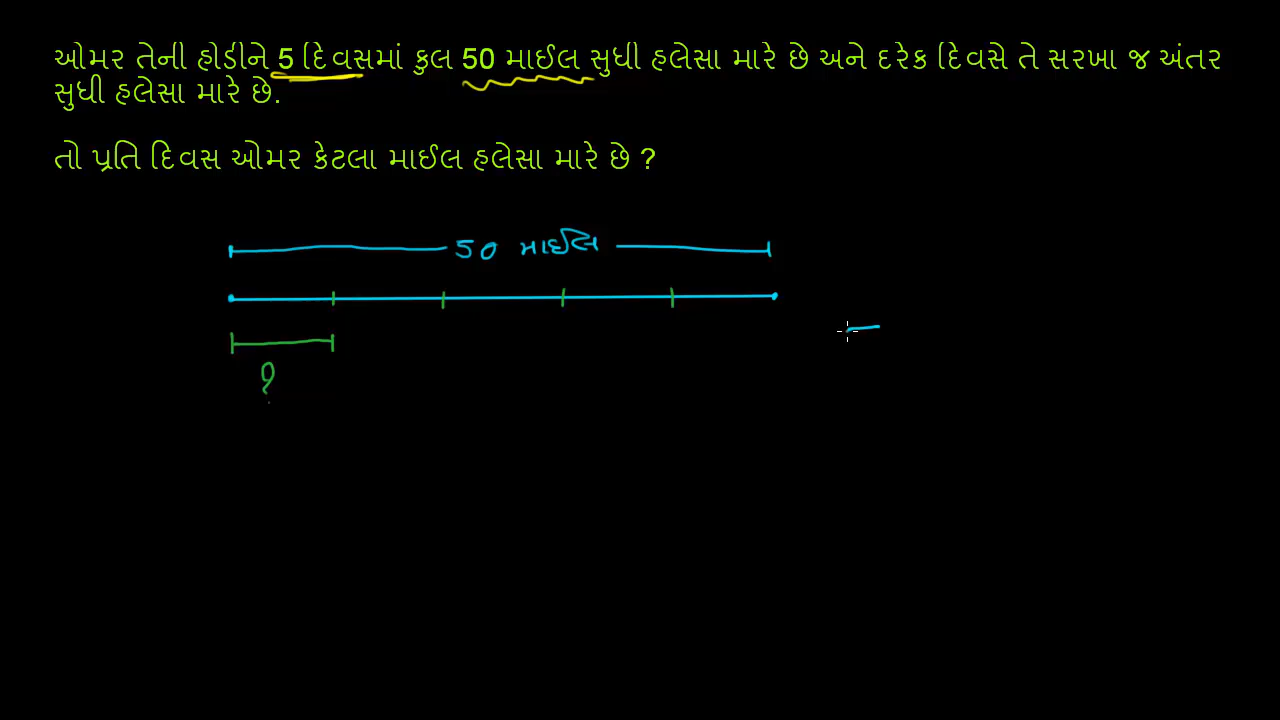 ઓમર તેની હોડીને 5 દિવસમાં કુલ 50 માઈલ સુધી હલેસા મારે છે અને દરેક દિવસે તે સરખા જ અંતર
સુધી હલેસા મારે છે.
તો પ્રતિ દિવસ ઓમર કેટલા માઈલ હલેસા મારે છે ?
50 માઈલ
?